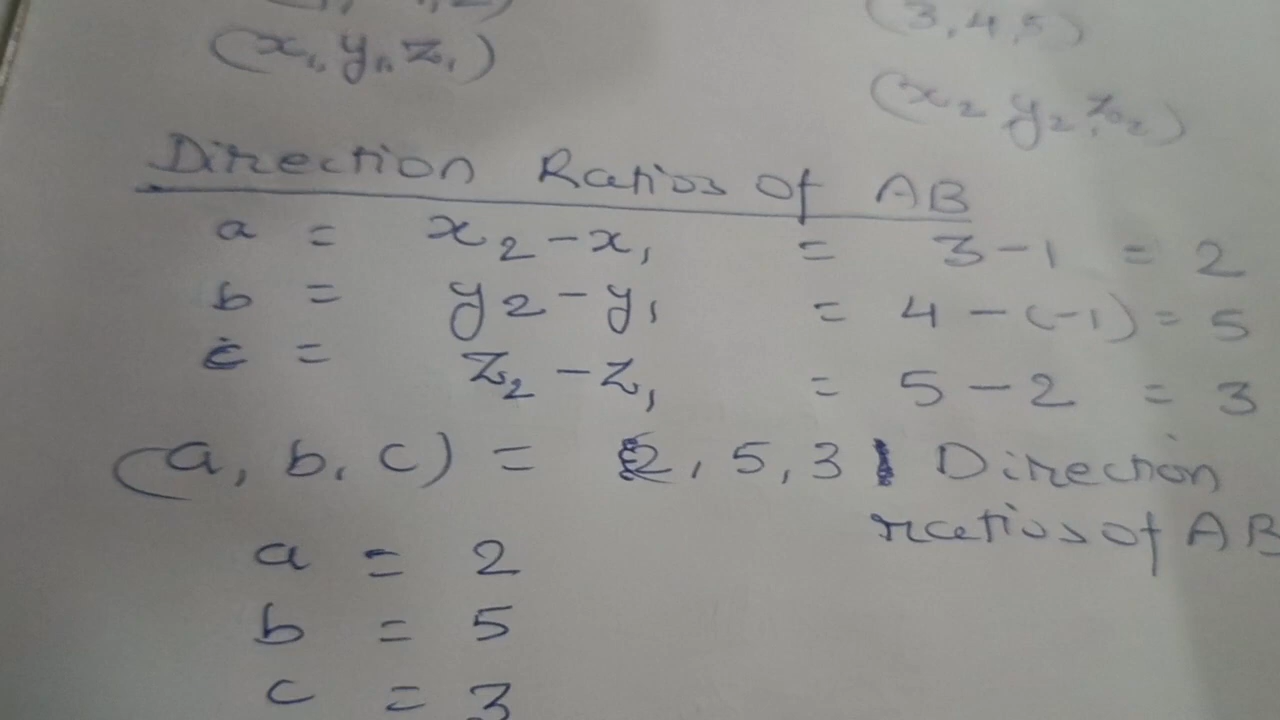 (3,4,5)
(x₁, y₁, z₁)
(x₂ y₂, z₂)
Direction Ratios of AB
a = x₂ - x₁ = 3 - 1 = 2
b = y₂ - y₁ = 4 - (-1) = 5
c = z₂ - z₁ = 5 - 2 = 3
(a, b, c) = 2, 5, 3 Direction
ratios of AB
a = 2
b = 5
c = 3